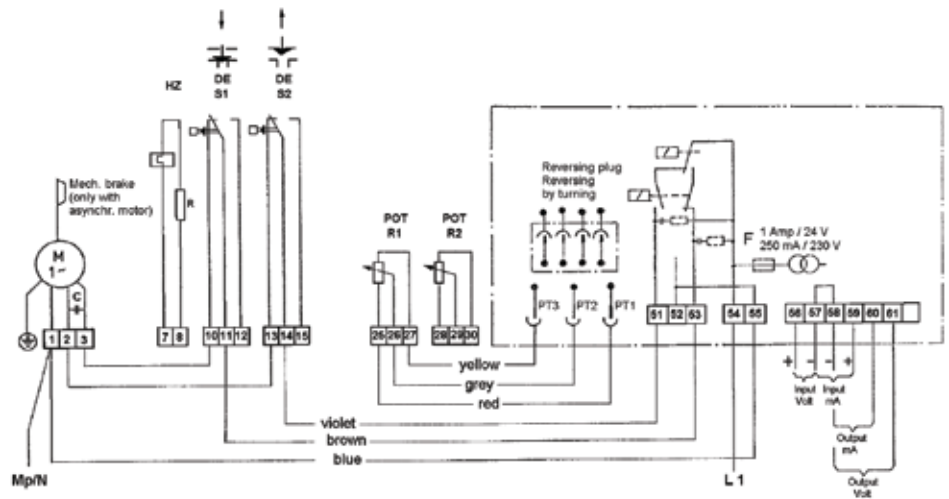 HZ
DE
S1
DE
S2
Mech. brake
(only with
asynchr. motor)
R
M
1~
C
1 2 3
7 8
10 11 12
13 14 15
POT
R1
POT
R2
25 26 27
28 29 30
Reversing plug
Reversing
by turning
PT3
PT2
PT1
F
1 Amp / 24 V
250 mA / 230 V
51 52 53
54 55
56 57 58 59 60 61
+ - - +
Input
Volt
Input
mA
Output
mA
Output
Volt
yellow
grey
red
violet
brown
blue
Mp/N
L 1